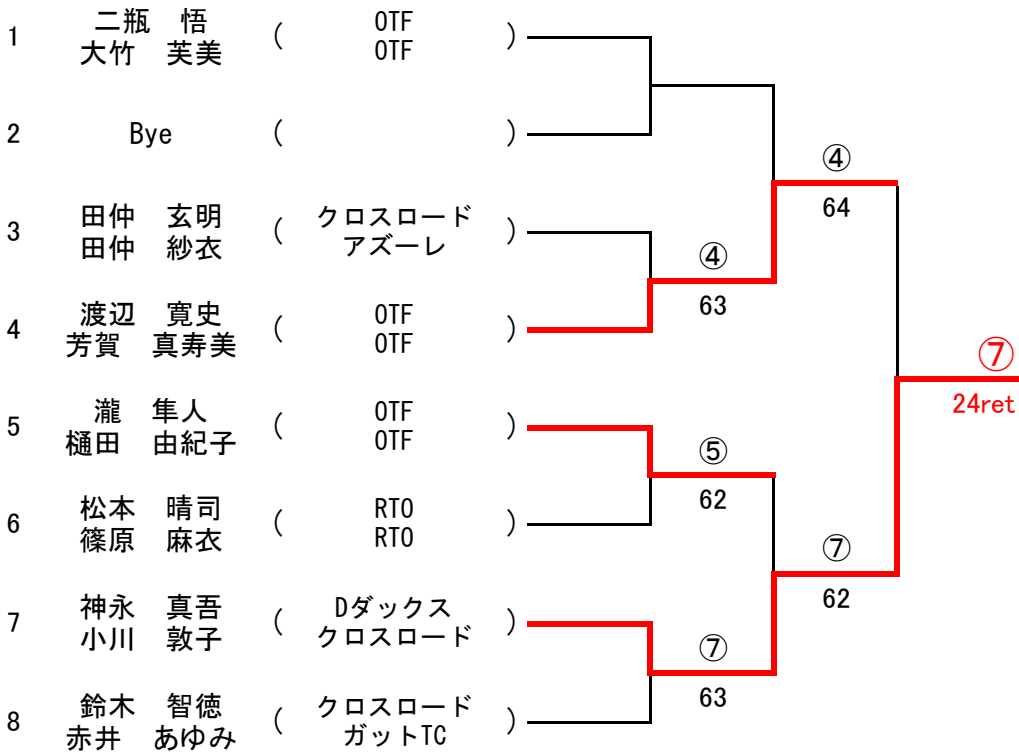 1 二瓶　悟 ( OTF )
大竹　芙美 OTF
2 Bye ( )
④
64
3 田仲　玄明 ( クロスロード )
田仲　紗衣 アズーレ
④
63
4 渡辺　寛史 ( OTF )
芳賀　真寿美 OTF
⑦
24ret
5 瀧　隼人 ( OTF )
樋田　由紀子 OTF
⑤
62
6 松本　晴司 ( RTO )
篠原　麻衣 RTO
⑦
62
7 神永　真吾 ( Dダックス )
小川　敦子 クロスロード
⑦
63
8 鈴木　智徳 ( クロスロード )
赤井　あゆみ ガットTC